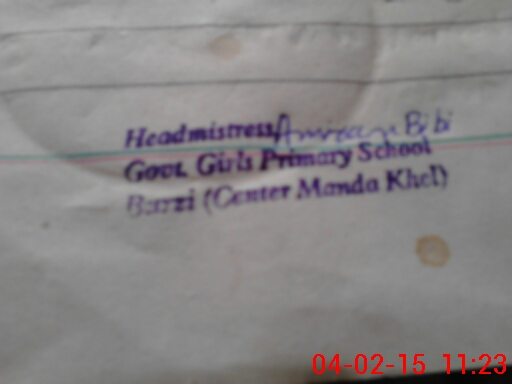 Headmistress Bibi
Govt. Girls Primary School
Barzi (Center Manda Khel)
04-02-15 11:23